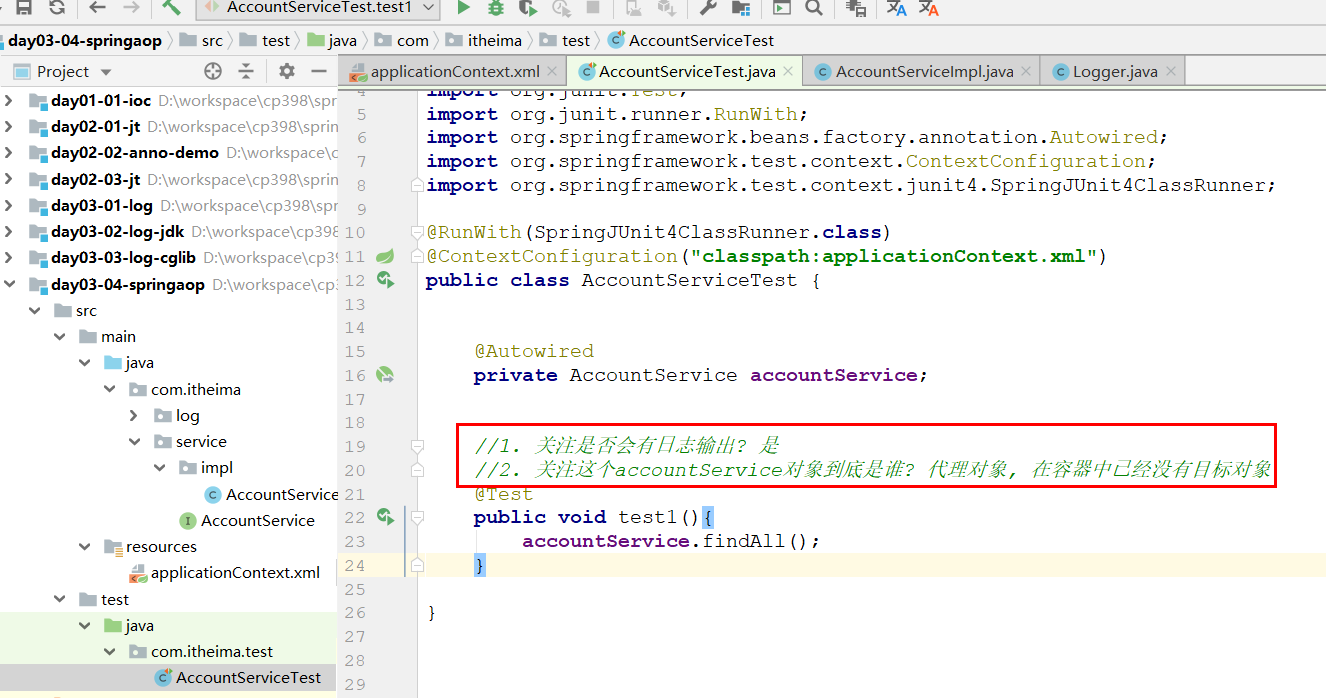 AccountServiceTest.test1
day03-04-springaop src test java com itheima test AccountServiceTest
Project
applicationContext.xml AccountServiceTest.java AccountServiceImpl.java Logger.java
day01-01-ioc D:\workspace\cp398\spr
day02-01-jt D:\workspace\cp398\sprin
day02-02-anno-demo D:\workspace\c
day02-03-jt D:\workspace\cp398\sprin
day03-01-log D:\workspace\cp398\spr
day03-02-log-jdk D:\workspace\cp398
day03-03-log-cglib D:\workspace\cp39
day03-04-springaop D:\workspace\cp
src
main
java
com.itheima
log
service
impl
AccountService
AccountService
resources
applicationContext.xml
test
java
com.itheima.test
AccountServiceTest
4 import org.junit.Test;
5 import org.junit.runner.RunWith;
6 import org.springframework.beans.factory.annotation.Autowired;
7 import org.springframework.test.context.ContextConfiguration;
8 import org.springframework.test.context.junit4.SpringJUnit4ClassRunner;
9
10 @RunWith(SpringJUnit4ClassRunner.class)
11 @ContextConfiguration("classpath:applicationContext.xml")
12 public class AccountServiceTest {
13
14
15 @Autowired
16 private AccountService accountService;
17
18
19 //1. 关注是否会有日志输出? 是
20 //2. 关注这个accountService对象到底是谁? 代理对象, 在容器中已经没有目标对象
21 @Test
22 public void test1(){
23 accountService.findAll();
24 }
25
26 }
27
28
29